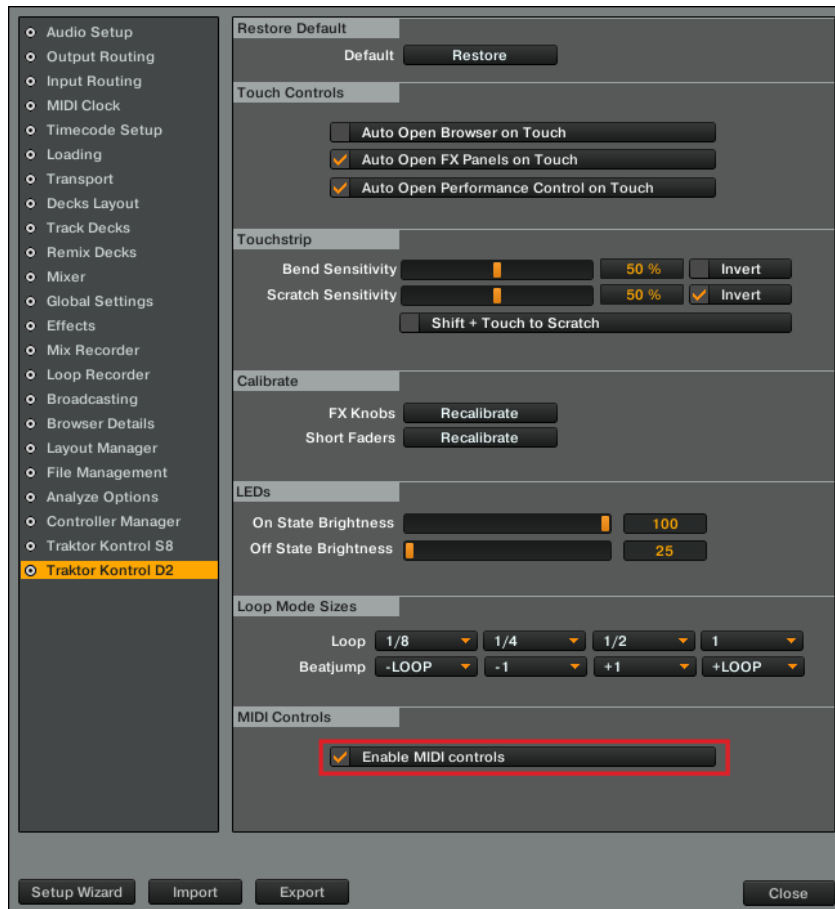 Audio Setup
Output Routing
Input Routing
MIDI Clock
Timecode Setup
Loading
Transport
Decks Layout
Track Decks
Remix Decks
Mixer
Global Settings
Effects
Mix Recorder
Loop Recorder
Broadcasting
Browser Details
Layout Manager
File Management
Analyze Options
Controller Manager
Traktor Kontrol S8
Traktor Kontrol D2
Restore Default
Default Restore
Touch Controls
Auto Open Browser on Touch
Auto Open FX Panels on Touch
Auto Open Performance Control on Touch
Touchstrip
Bend Sensitivity 50 % Invert
Scratch Sensitivity 50 % Invert
Shift + Touch to Scratch
Calibrate
FX Knobs Recalibrate
Short Faders Recalibrate
LEDs
On State Brightness 100
Off State Brightness 25
Loop Mode Sizes
Loop 1/8 1/4 1/2 1
Beatjump -LOOP -1 +1 +LOOP
MIDI Controls
Enable MIDI controls
Setup Wizard Import Export Close